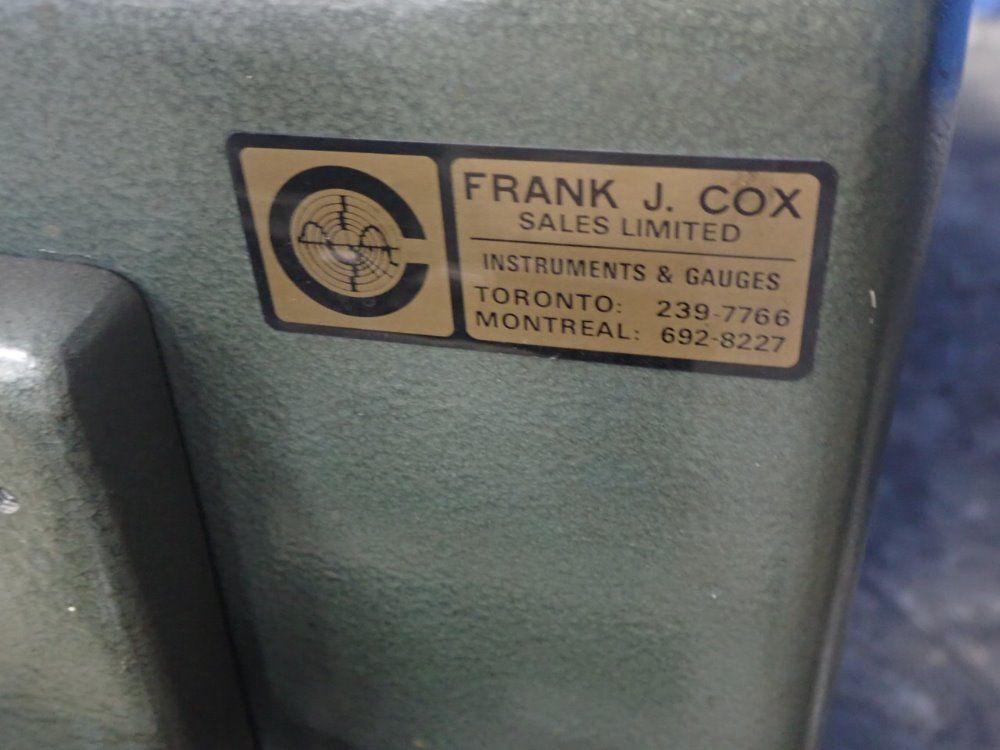 FRANK J. COX
SALES LIMITED
INSTRUMENTS & GAUGES
TORONTO: 239-7766
MONTREAL: 692-8227